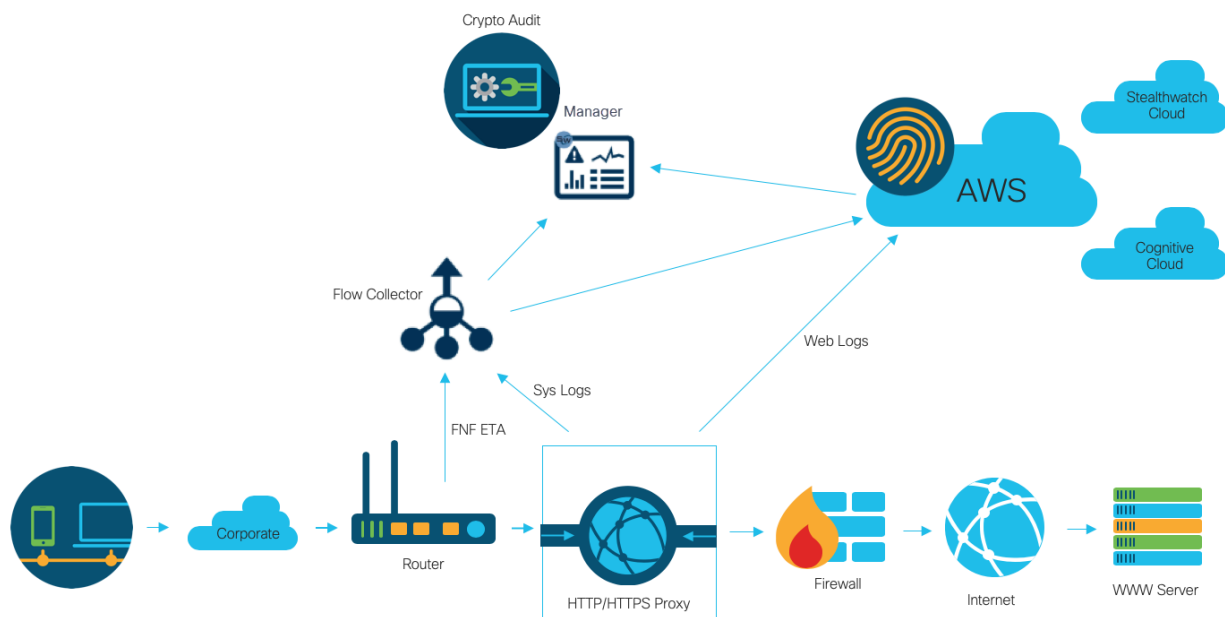 Crypto Audit
Manager
Stealthwatch
Cloud
AWS
Cognitive
Cloud
Flow Collector
Web Logs
Sys Logs
FNF ETA
Corporate
Router
HTTP/HTTPS Proxy
Firewall
Internet
WWW Server